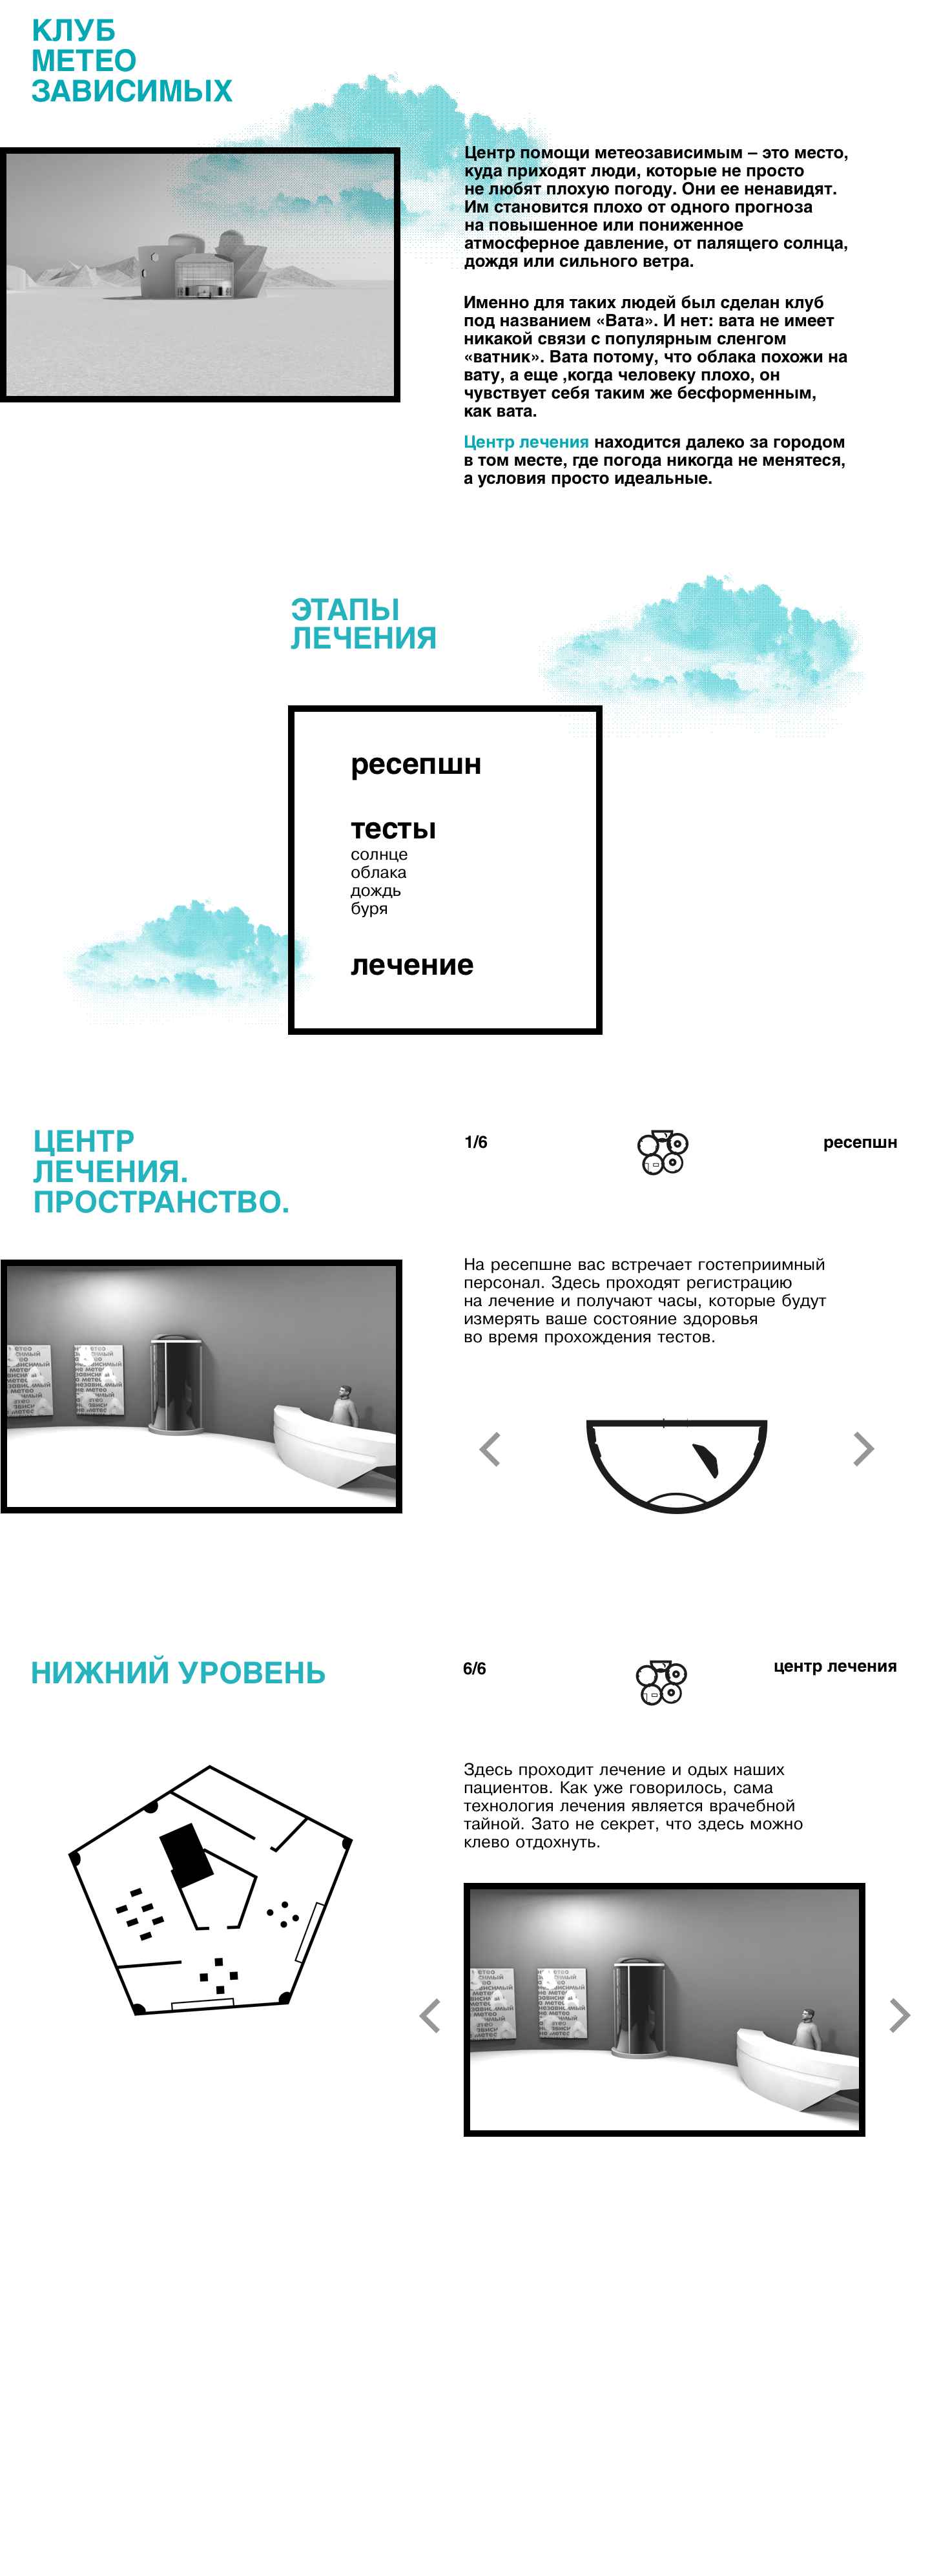 КЛУБ
МЕТЕО
ЗАВИСИМЫХ
Центр помощи метеозависимым – это место,
куда приходят люди, которые не просто
не любят плохую погоду. Они ее ненавидят.
Им становится плохо от одного прогноза
на повышенное или пониженное
атмосферное давление, от палящего солнца,
дождя или сильного ветра.
Именно для таких людей был сделан клуб
под названием «Вата». И нет: вата не имеет
никакой связи с популярным сленгом
«ватник». Вата потому, что облака похожи на
вату, а еще ,когда человеку плохо, он
чувствует себя таким же бесформенным,
как вата.
Центр лечения находится далеко за городом
в том месте, где погода никогда не менятеся,
а условия просто идеальные.
ЭТАПЫ
ЛЕЧЕНИЯ
ресепшн
тесты
солнце
облака
дождь
буря
лечение
ЦЕНТР
ЛЕЧЕНИЯ.
ПРОСТРАНСТВО.
1/6
ресепшн
На ресепшне вас встречает гостеприимный
персонал. Здесь проходят регистрацию
на лечение и получают часы, которые будут
измерять ваше состояние здоровья
во время прохождения тестов.
НИЖНИЙ УРОВЕНЬ
6/6
центр лечения
Здесь проходит лечение и одых наших
пациентов. Как уже говорилось, сама
технология лечения является врачебной
тайной. Зато не секрет, что здесь можно
клево отдохнуть.